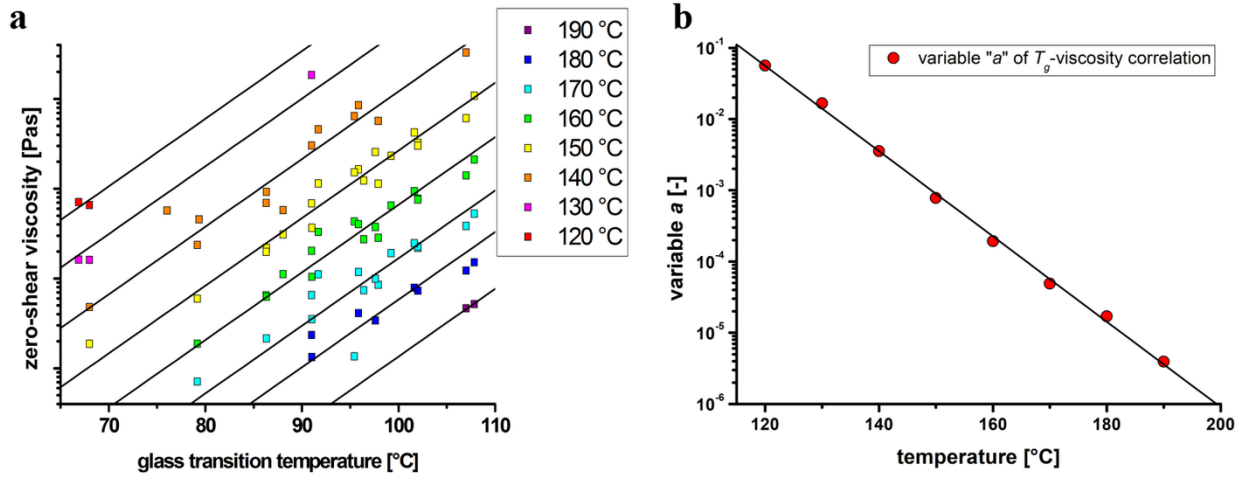 a
190 °C
180 °C
170 °C
160 °C
150 °C
140 °C
130 °C
120 °C
zero-shear viscosity [Pas]
70 80 90 100 110
glass transition temperature [°C]
b
variable "a" of Tg-viscosity correlation
10-1
10-2
10-3
10-4
10-5
10-6
variable a [-]
120 140 160 180 200
temperature [°C]